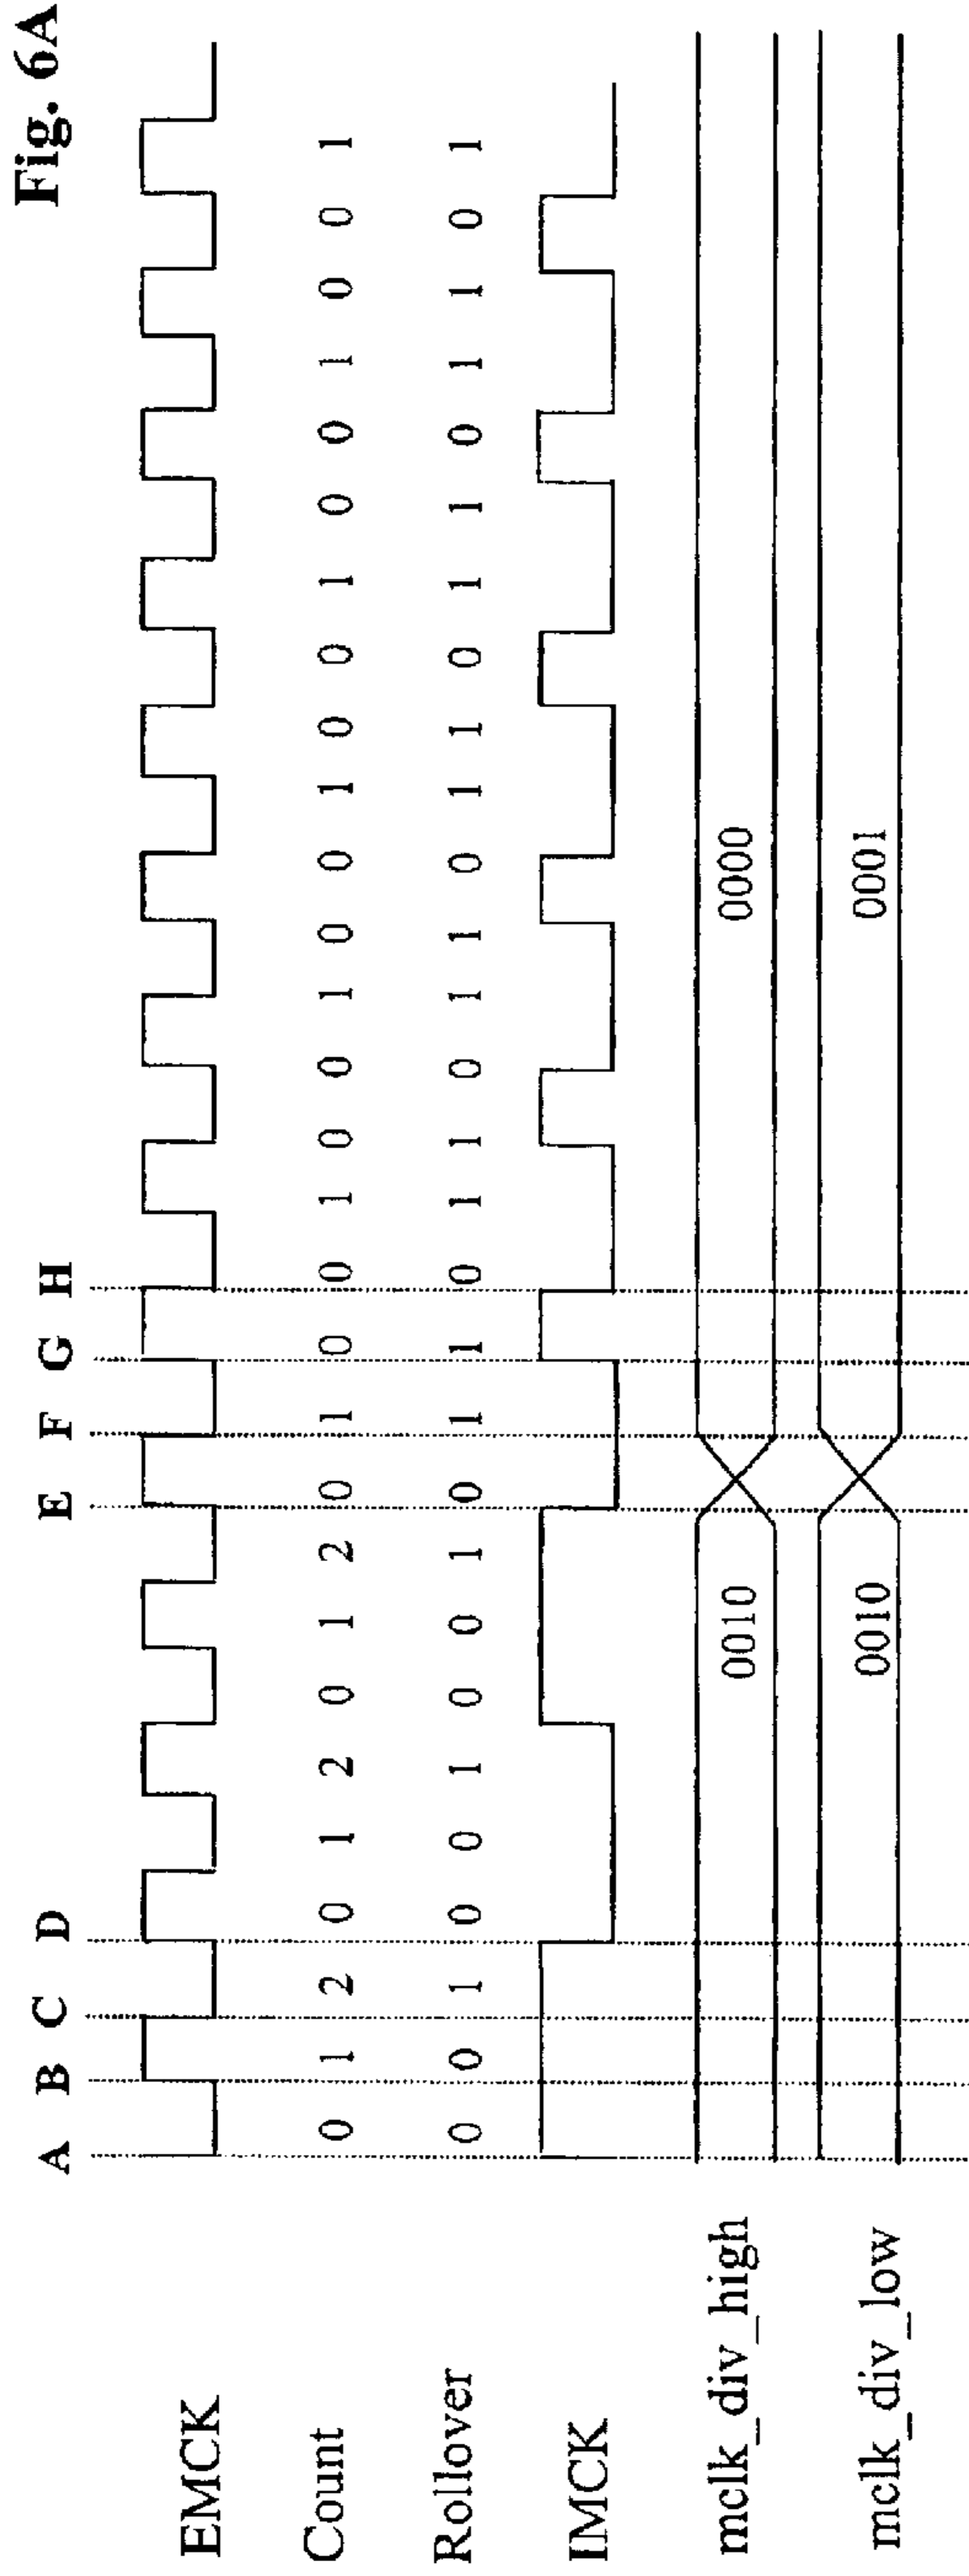 Fig. 6A
A B C D E F G H
EMCK
Count 0 1 2 0 1 2 0 1 2 0 1 0 0 1 0 0 1 0 0 1 0 0 1 0 0 1 0 0 1
Rollover 0 0 1 0 0 1 0 0 1 0 1 1 0 1 1 0 1 1 0 1 1 0 1 1 0 1 1 0 1
IMCK
mclk_div_high 0010 0000
mclk_div_low 0010 0001